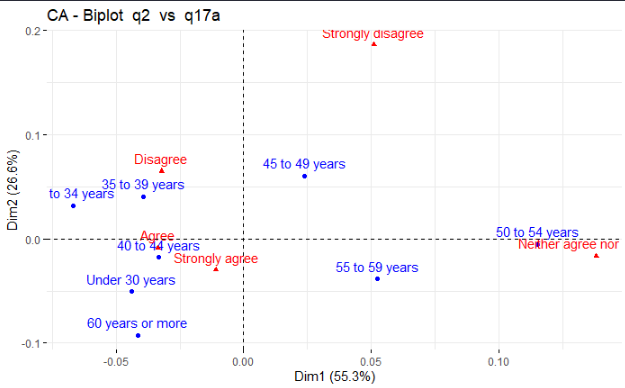 CA - Biplot q2 vs q17a
Strongly disagree
0.2
0.1
Disagree
45 to 49 years
35 to 39 years
to 34 years
Dim2 (26.6%)
Agree
50 to 54 years
0.0
40 to 44 years
Neither agree nor
Strongly agree
55 to 59 years
Under 30 years
60 years or more
-0.1
-0.05
0.00
0.05
0.10
Dim1 (55.3%)